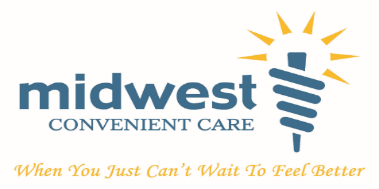 midwest
CONVENIENT CARE
When You Just Can't Wait To Feel Better